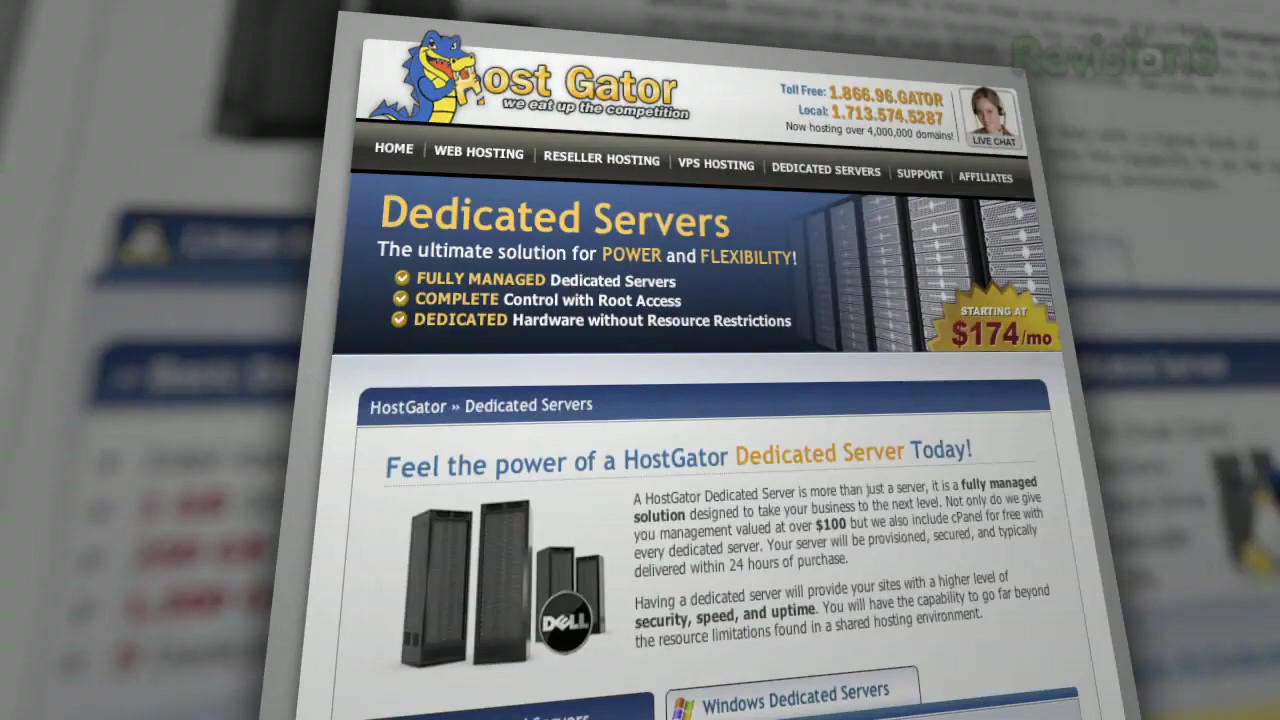 Revision3
Host Gator
we eat up the competition
Toll Free: 1.866.96.GATOR
Local: 1.713.574.5287
Now hosting over 4,000,000 domains!
LIVE CHAT
HOME | WEB HOSTING | RESELLER HOSTING | VPS HOSTING | DEDICATED SERVERS | SUPPORT | AFFILIATES
Dedicated Servers
The ultimate solution for POWER and FLEXIBILITY!
FULLY MANAGED Dedicated Servers
COMPLETE Control with Root Access
DEDICATED Hardware without Resource Restrictions
STARTING AT
$174/mo
HostGator » Dedicated Servers
Feel the power of a HostGator Dedicated Server Today!
A HostGator Dedicated Server is more than just a server, it is a fully managed
solution designed to take your business to the next level. Not only do we give
you management valued at over $100 but we also include cPanel for free with
every dedicated server. Your server will be provisioned, secured, and typically
delivered within 24 hours of purchase.
Having a dedicated server will provide your sites with a higher level of
security, speed, and uptime. You will have the capability to go far beyond
the resource limitations found in a shared hosting environment.
DELL
Windows Dedicated Servers